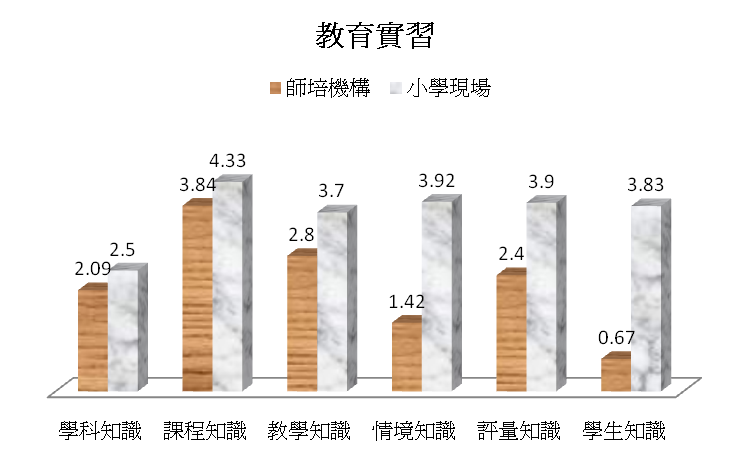 教育實習
師培機構 小學現場
2.09 2.5 3.84 4.33 2.8 3.7 1.42 3.92 2.4 3.9 0.67 3.83
學科知識 課程知識 教學知識 情境知識 評量知識 學生知識